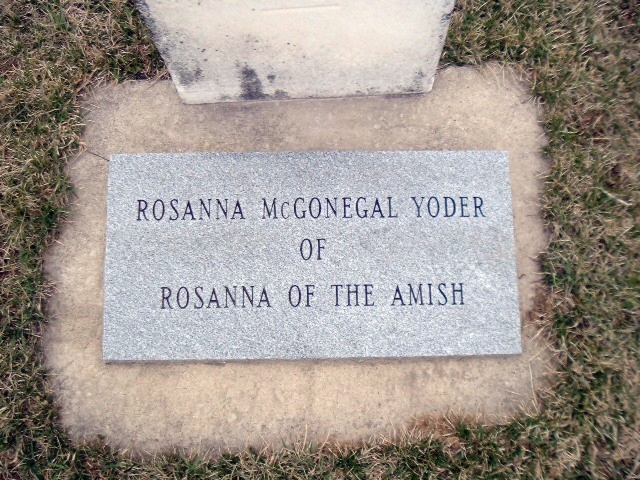 ROSANNA McGONEGAL YODER
OF
ROSANNA OF THE AMISH